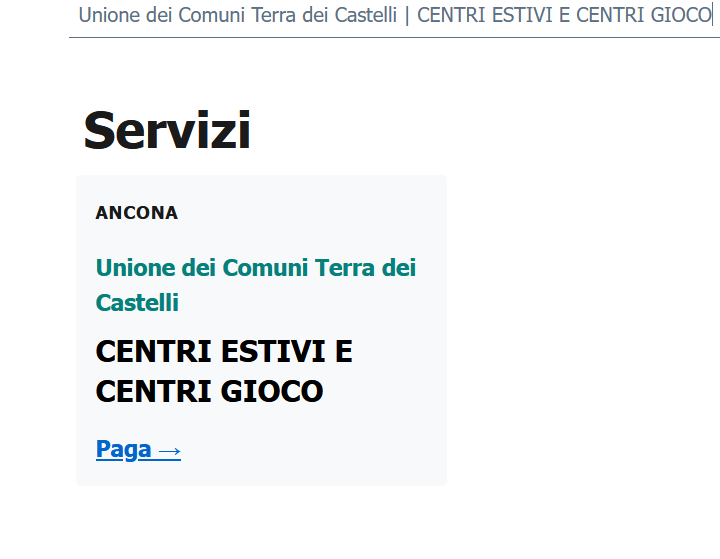 Unione dei Comuni Terra dei Castelli | CENTRI ESTIVI E CENTRI GIOCO
Servizi
ANCONA
Unione dei Comuni Terra dei
Castelli
CENTRI ESTIVI E
CENTRI GIOCO
Paga →